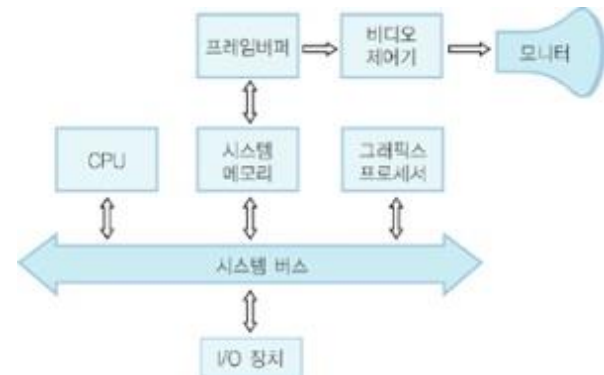 프레임버퍼
비디오
제어기
모니터
CPU
시스템
메모리
그래픽스
프로세서
시스템 버스
I/O 장치